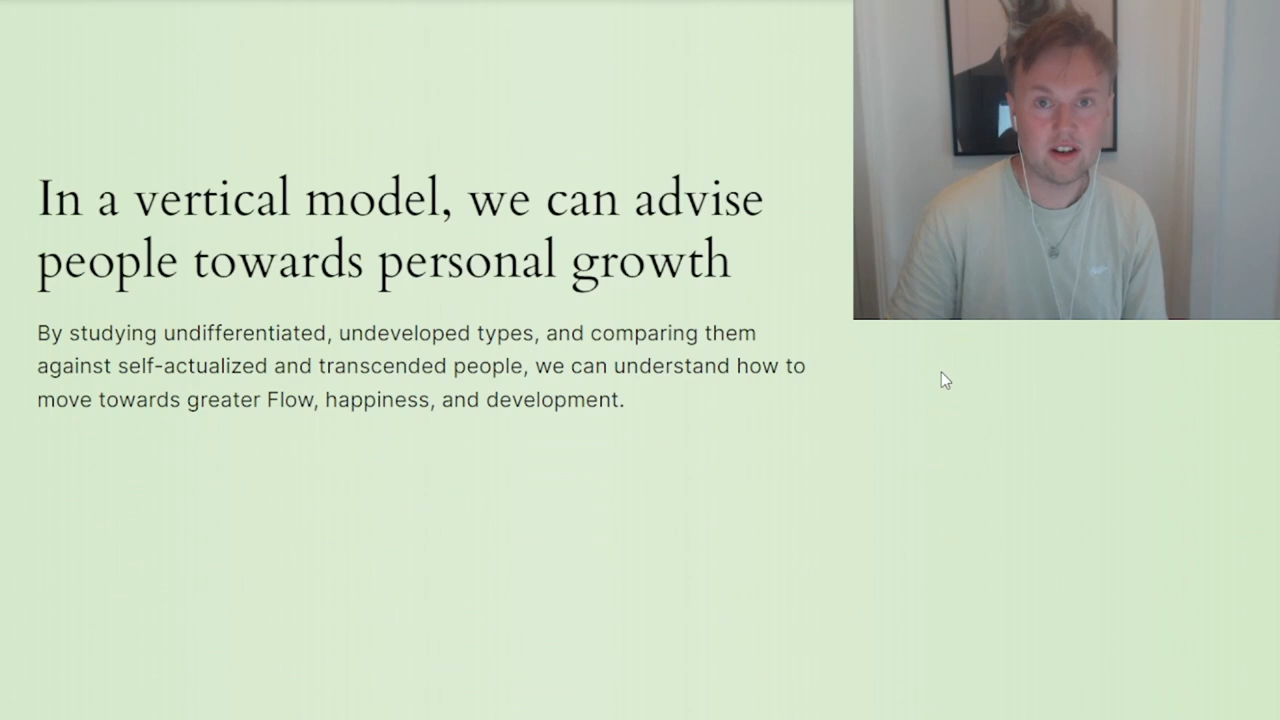 In a vertical model, we can advise
people towards personal growth
By studying undifferentiated, undeveloped types, and comparing them
against self-actualized and transcended people, we can understand how to
move towards greater Flow, happiness, and development.